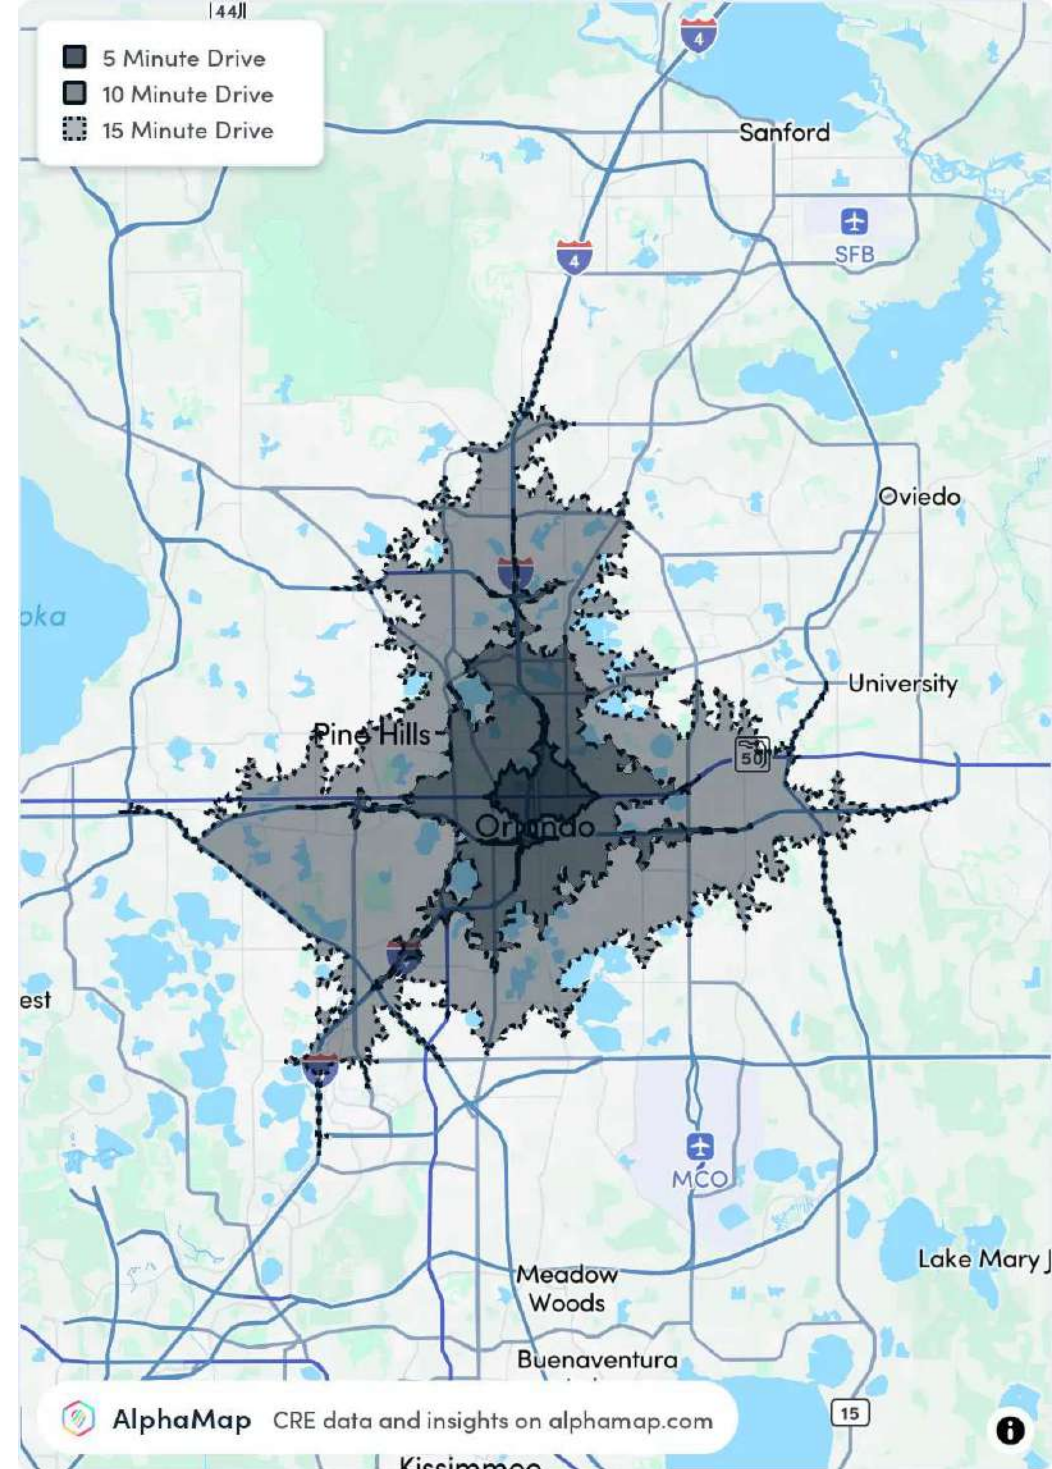 44
4
5 Minute Drive
10 Minute Drive
15 Minute Drive
Sanford
SFB
4
Oviedo
oka
University
Pine Hills
50
Orlando
est
MCO
Lake Mary J
Meadow
Woods
Buenaventura
15
AlphaMap CRE data and insights on alphamap.com
Kissimmee